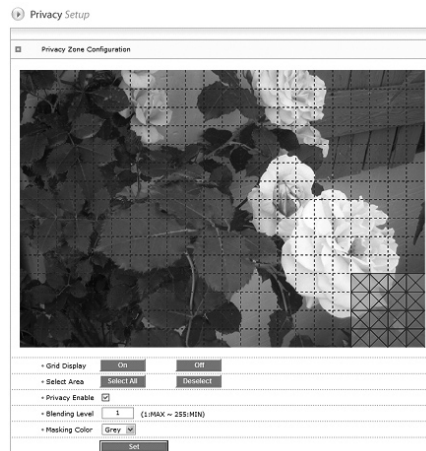 Privacy Setup
Privacy Zone Configuration
Grid Display On Off
Select Area Select All Deselect
Privacy Enable
Blending Level 1 (1:MAX ~ 255:MIN)
Masking Color Grey
Set